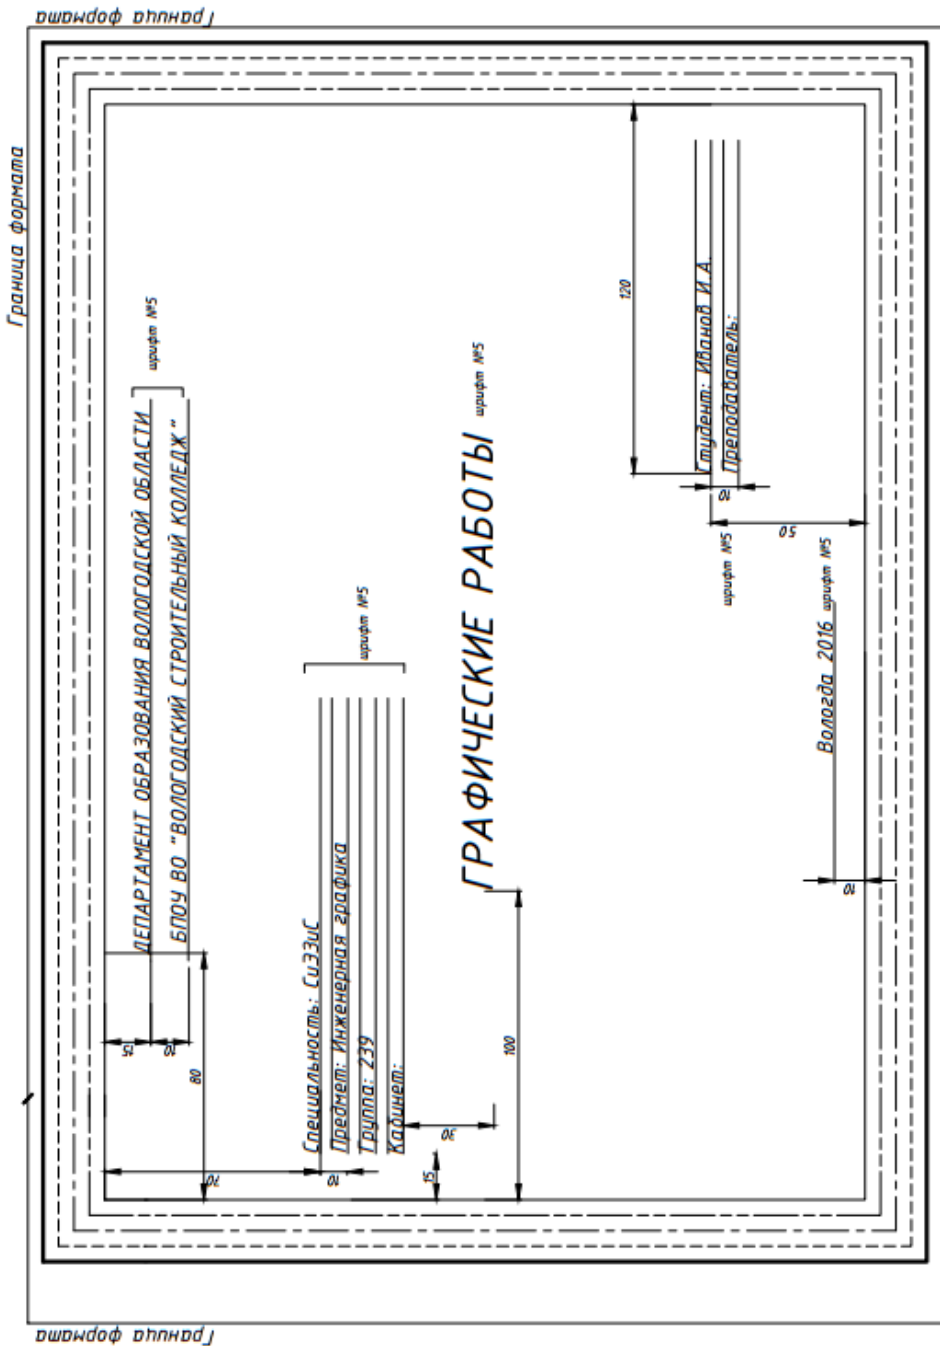 Граница формата
Граница формата
ДЕПАРТАМЕНТ ОБРАЗОВАНИЯ ВОЛОГОДСКОЙ ОБЛАСТИ
БПОУ ВО "ВОЛОГОДСКИЙ СТРОИТЕЛЬНЫЙ КОЛЛЕДЖ"
шрифт №5
15
10
80
Специальность: СиЭЗиС
Предмет: Инженерная графика
Группа: 239
Кабинет:
шрифт №5
70
10
15
30
ГРАФИЧЕСКИЕ РАБОТЫ шрифт №5
100
120
Студент: Иванов И.А.
Преподаватель:
10
50
шрифт №5
Вологда 2016 шрифт №5
10
Граница формата